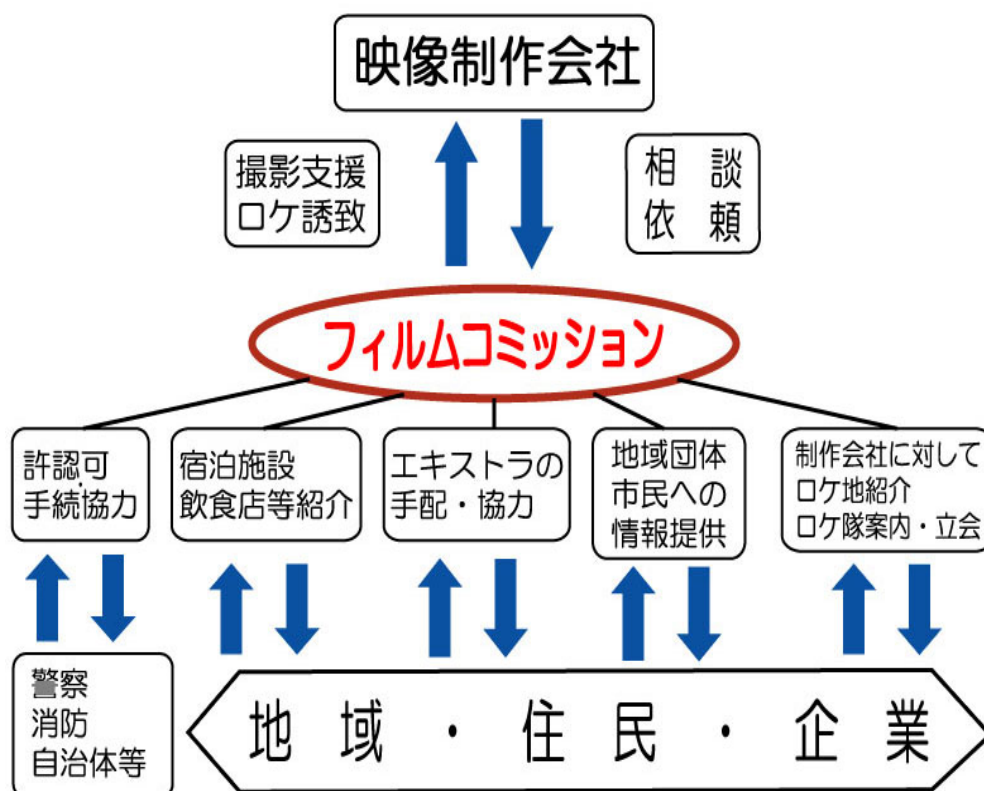 映像制作会社
撮影支援
ロケ誘致
相談
依頼
フィルムコミッション
許認可
手続協力
宿泊施設
飲食店等紹介
エキストラの
手配・協力
地域団体
市民への
情報提供
制作会社に対して
ロケ地紹介
ロケ隊案内・立会
警察
消防
自治体等
地域・住民・企業